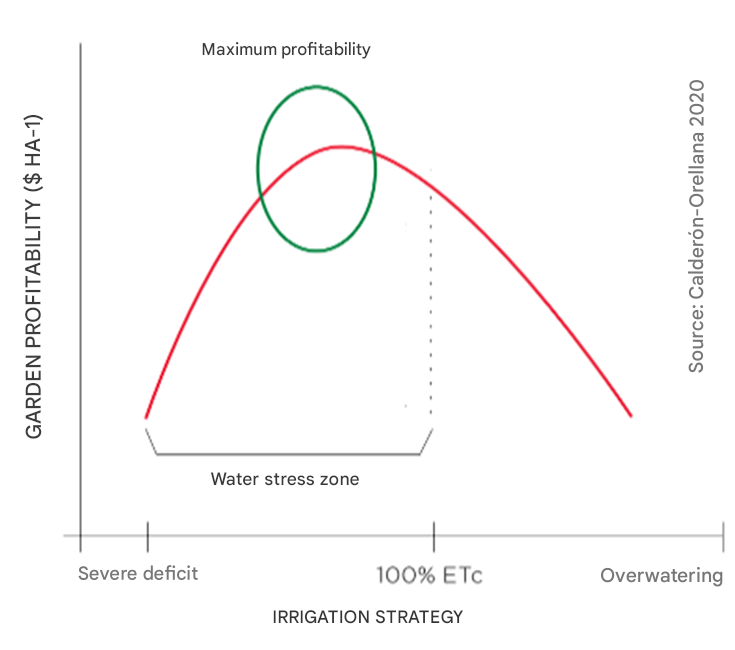 Maximum profitability
GARDEN PROFITABILITY ($ HA-1)
Source: Calderón-Orellana 2020
Water stress zone
Severe deficit
100% ETc
Overwatering
IRRIGATION STRATEGY